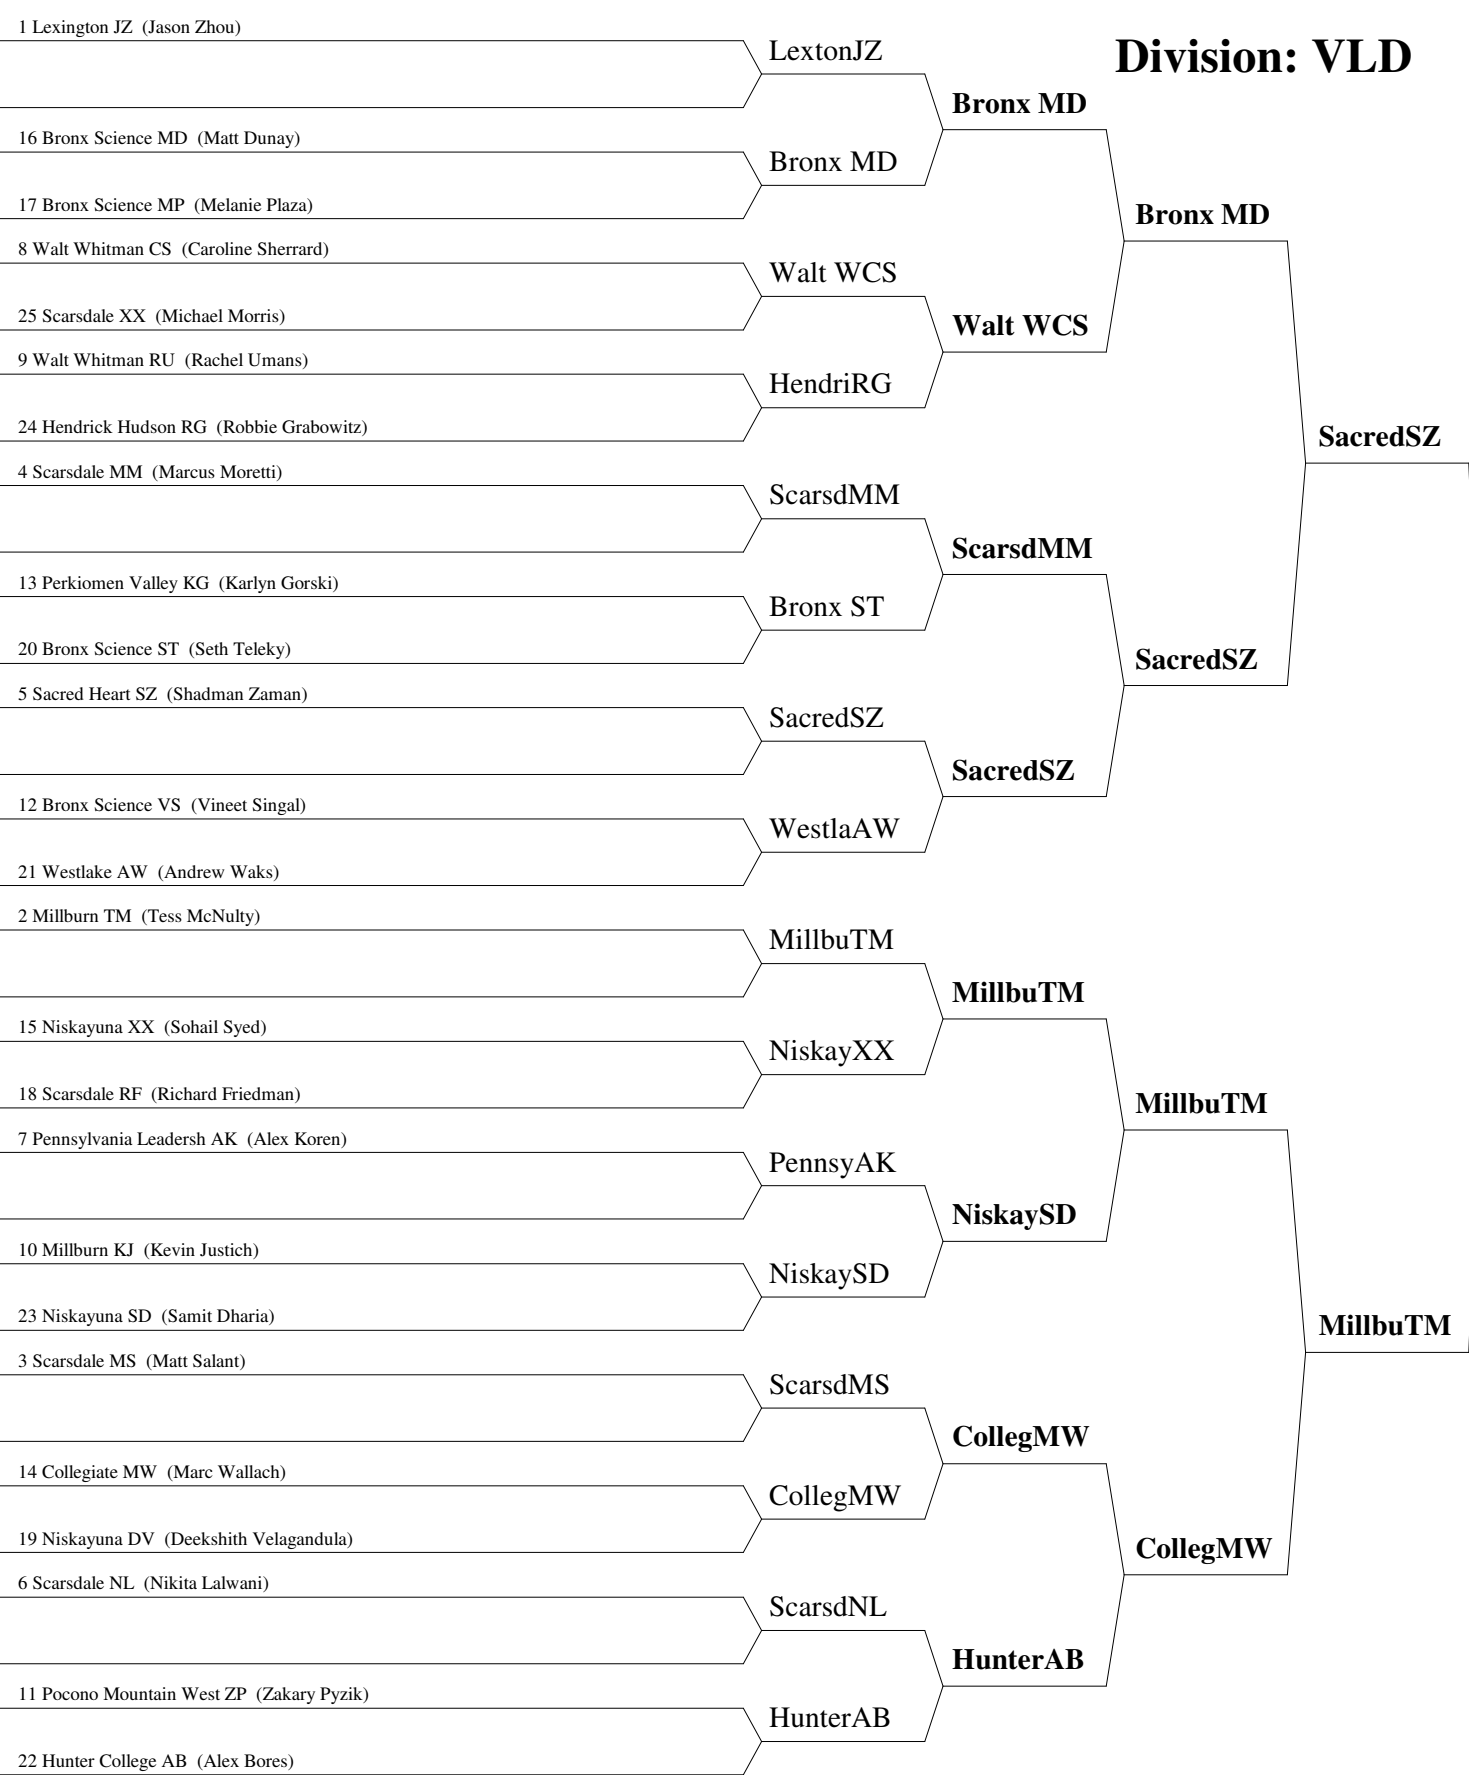 1 Lexington JZ (Jason Zhou)
LextonJZ
Division: VLD
Bronx MD
16 Bronx Science MD (Matt Dunay)
Bronx MD
17 Bronx Science MP (Melanie Plaza)
Bronx MD
8 Walt Whitman CS (Caroline Sherrard)
Walt WCS
25 Scarsdale XX (Michael Morris)
Walt WCS
9 Walt Whitman RU (Rachel Umans)
HendriRG
24 Hendrick Hudson RG (Robbie Grabowitz)
SacredSZ
4 Scarsdale MM (Marcus Moretti)
ScarsdMM
ScarsdMM
13 Perkiomen Valley KG (Karlyn Gorski)
Bronx ST
20 Bronx Science ST (Seth Teleky)
SacredSZ
5 Sacred Heart SZ (Shadman Zaman)
SacredSZ
SacredSZ
12 Bronx Science VS (Vineet Singal)
WestlaAW
21 Westlake AW (Andrew Waks)
2 Millburn TM (Tess McNulty)
MillbuTM
MillbuTM
15 Niskayuna XX (Sohail Syed)
NiskayXX
18 Scarsdale RF (Richard Friedman)
MillbuTM
7 Pennsylvania Leadersh AK (Alex Koren)
PennsyAK
NiskaySD
10 Millburn KJ (Kevin Justich)
NiskaySD
23 Niskayuna SD (Samit Dharia)
MillbuTM
3 Scarsdale MS (Matt Salant)
ScarsdMS
CollegMW
14 Collegiate MW (Marc Wallach)
CollegMW
19 Niskayuna DV (Deekshith Velagandula)
CollegMW
6 Scarsdale NL (Nikita Lalwani)
ScarsdNL
HunterAB
11 Pocono Mountain West ZP (Zakary Pyzik)
HunterAB
22 Hunter College AB (Alex Bores)